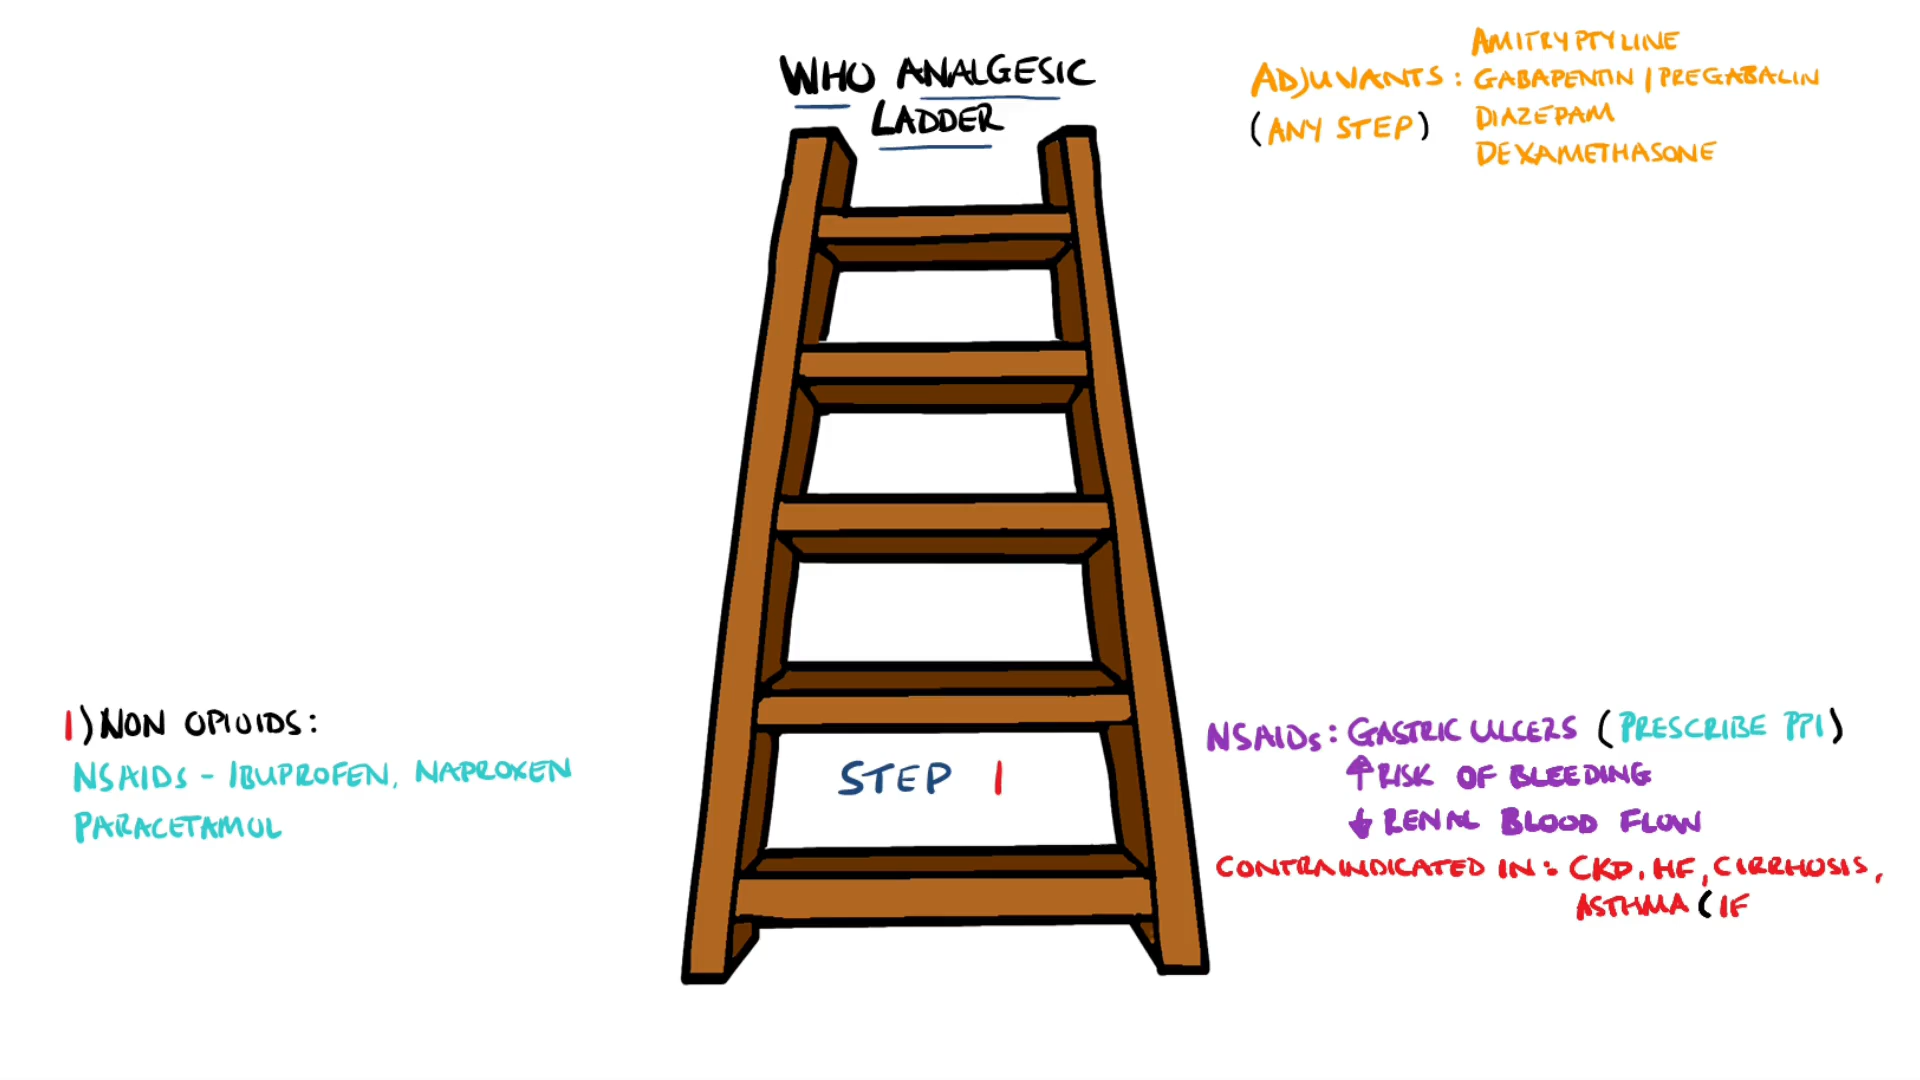 WHO ANALGESIC
LADDER
AMITRYPTYLINE
ADJUVANTS: GABAPENTIN / PREGABALIN
(ANY STEP) DIAZEPAM
DEXAMETHASONE
1) NON OPIOIDS:
NSAIDs - IBUPROFEN, NAPROXEN
PARACETAMOL
STEP 1
NSAIDs: GASTRIC ULCERS (PRESCRIBE PPI)
↑ RISK OF BLEEDING
↓ RENAL BLOOD FLOW
CONTRAINDICATED IN: CKD, HF, CIRRHOSIS,
ASTHMA (IF